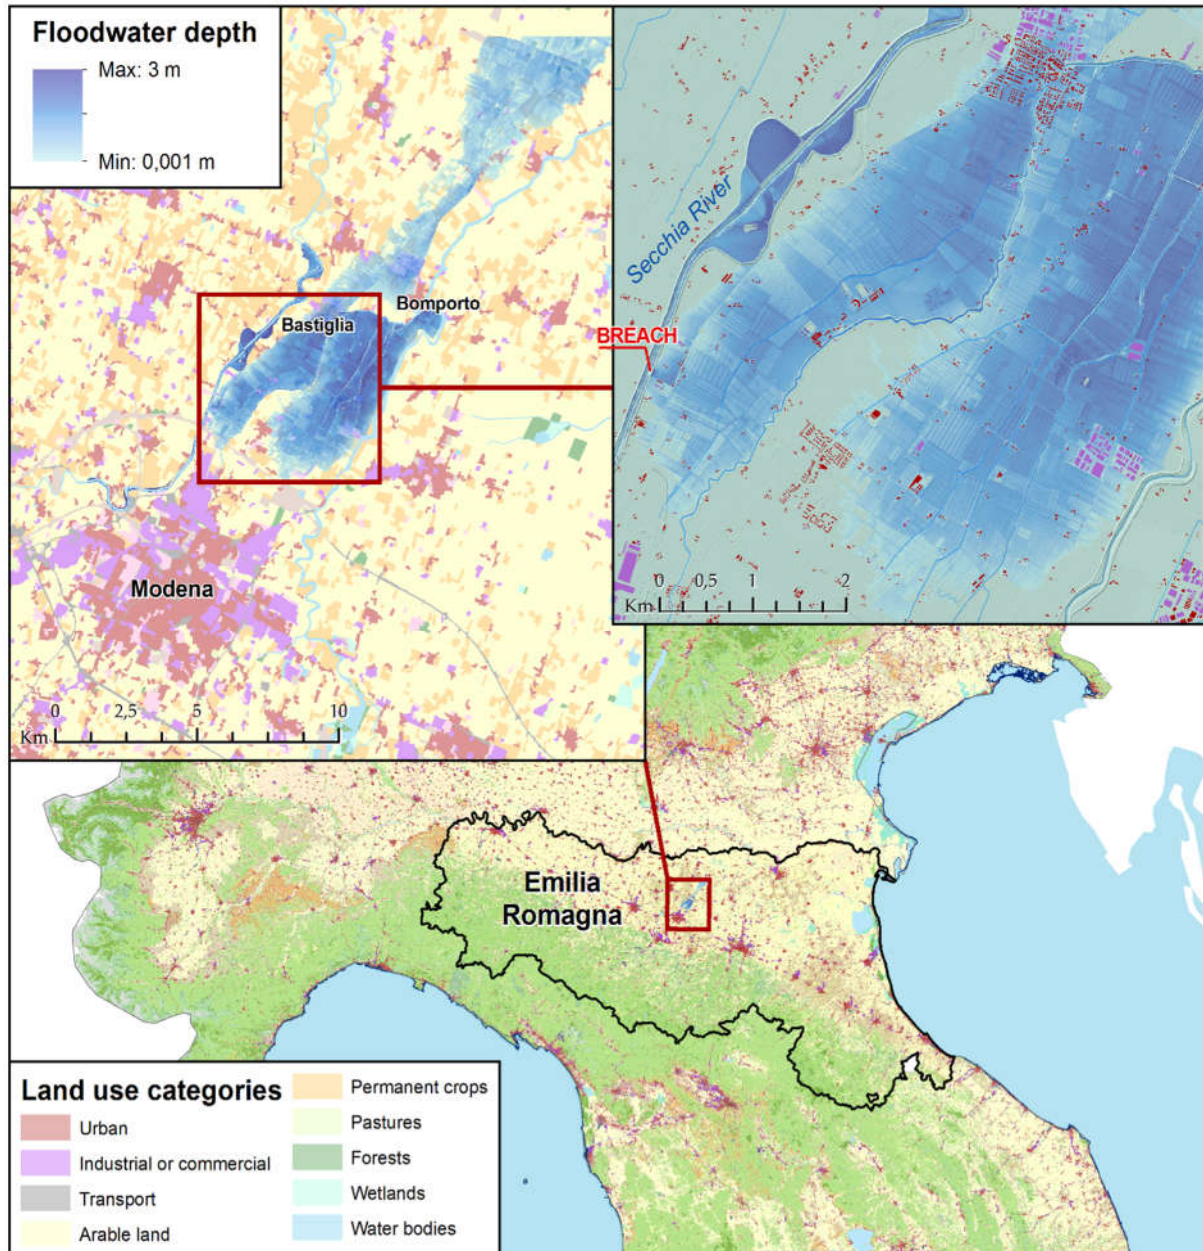 Floodwater depth
Max: 3 m
Min: 0,001 m
Bomporto
Bastiglia
Modena
0 2,5 5 10
Km
Secchia River
BREACH
0 0,5 1 2
Km
Emilia
Romagna
Land use categories
Urban
Industrial or commercial
Transport
Arable land
Permanent crops
Pastures
Forests
Wetlands
Water bodies